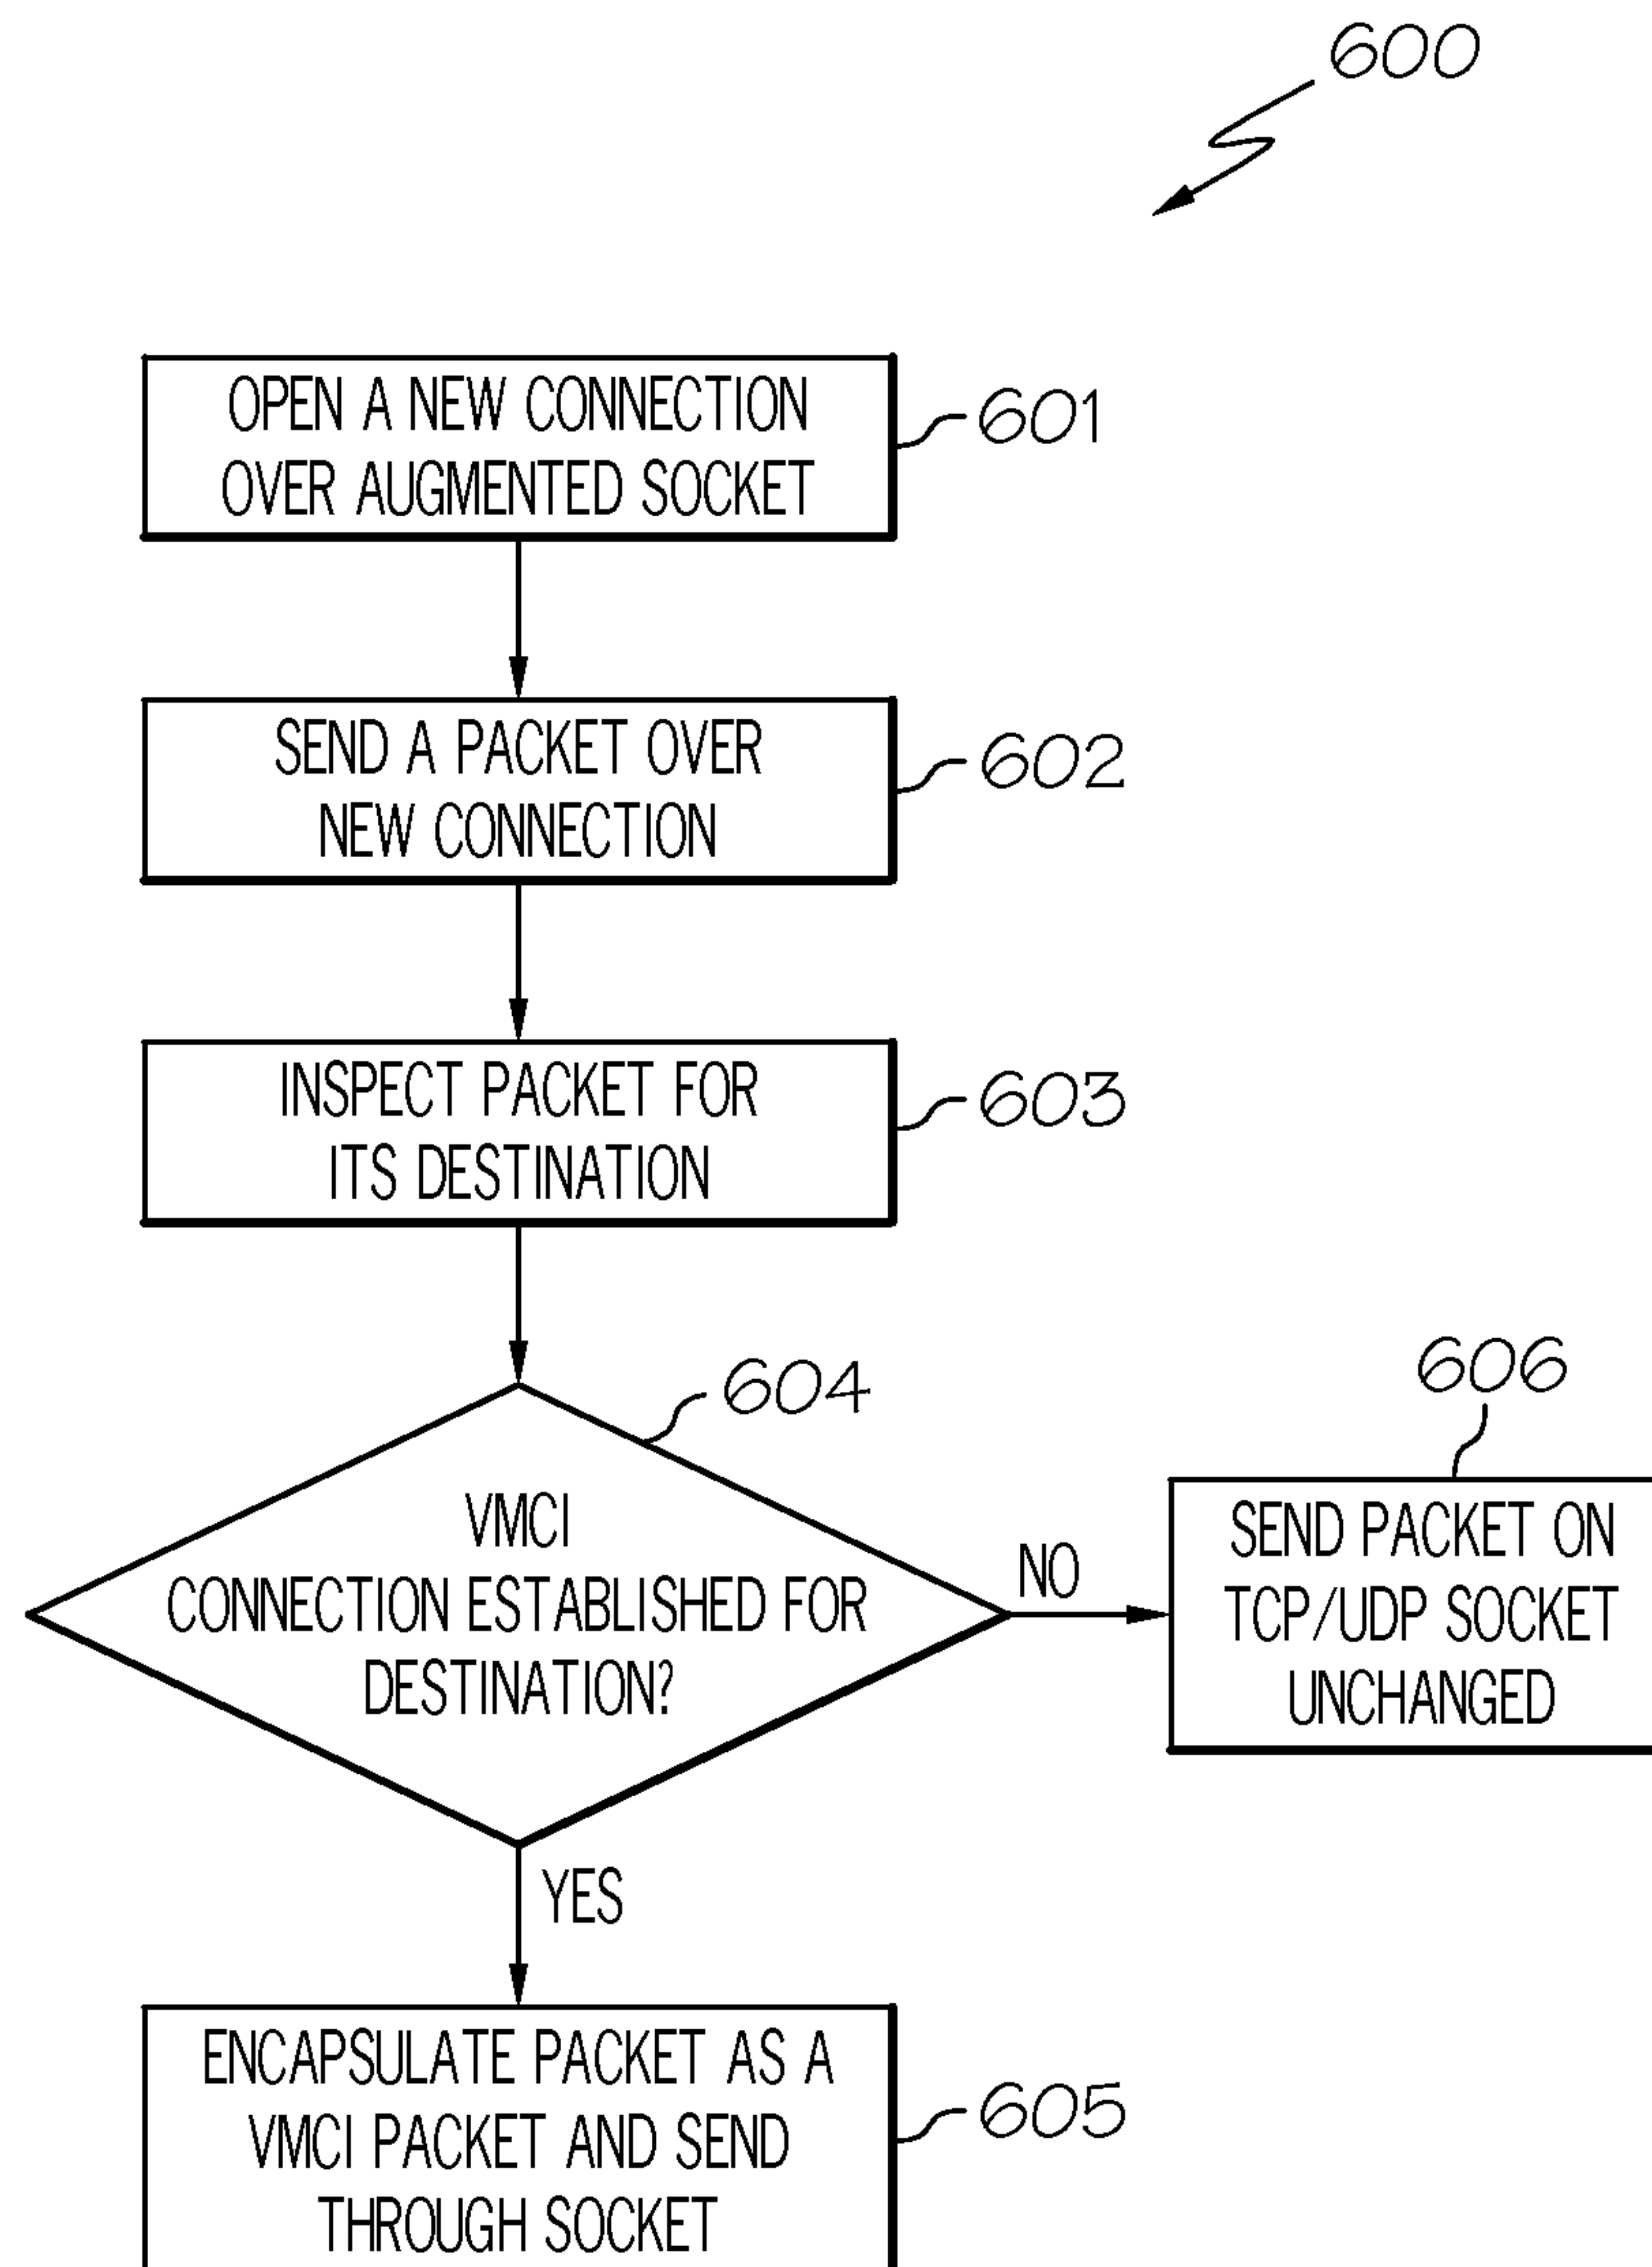 600
OPEN A NEW CONNECTION
OVER AUGMENTED SOCKET
601
SEND A PACKET OVER
NEW CONNECTION
602
INSPECT PACKET FOR
ITS DESTINATION
603
604
VMCI
CONNECTION ESTABLISHED FOR
DESTINATION?
NO
606
SEND PACKET ON
TCP/UDP SOCKET
UNCHANGED
YES
ENCAPSULATE PACKET AS A
VMCI PACKET AND SEND
THROUGH SOCKET
605